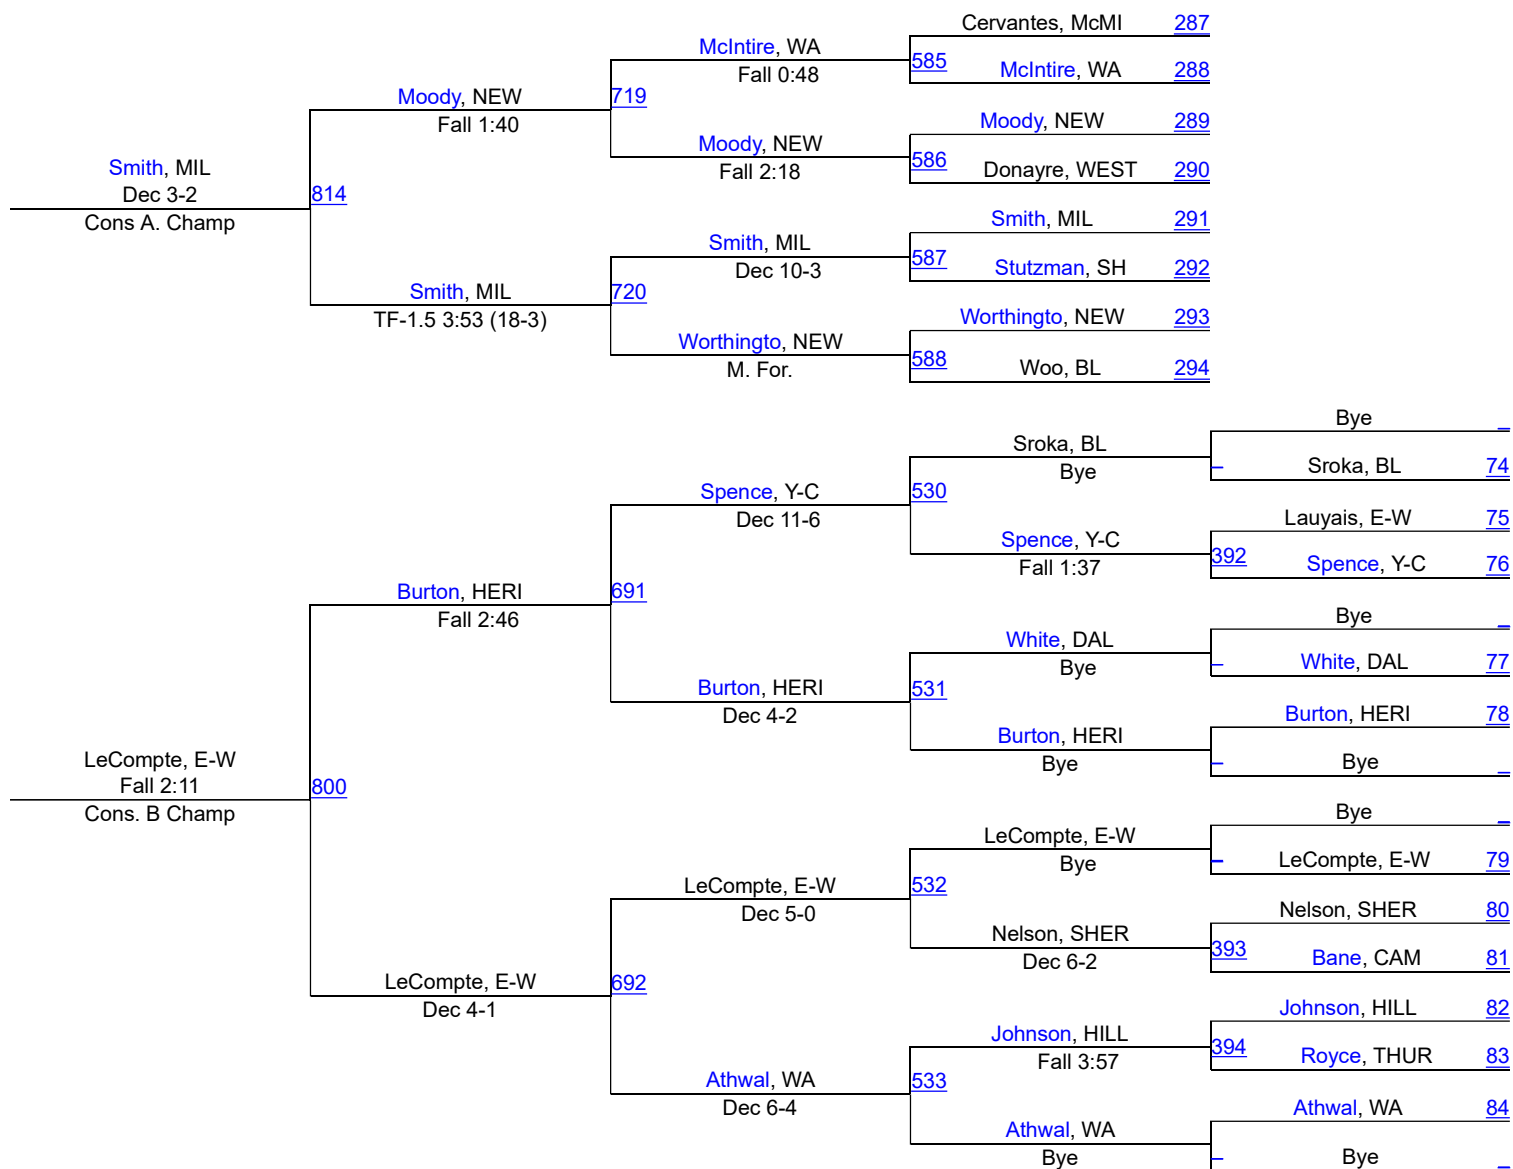 Cervantes, McMI 287
McIntire, WA
Fall 0:48
585
McIntire, WA 288
Moody, NEW
Fall 1:40
719
Moody, NEW 289
Moody, NEW
Fall 2:18
586
Donayre, WEST 290
Smith, MIL
Dec 3-2
Cons A. Champ
814
Smith, MIL 291
Smith, MIL
Dec 10-3
587
Stutzman, SH 292
Smith, MIL
TF-1.5 3:53 (18-3)
720
Worthingto, NEW 293
Worthingto, NEW
M. For.
588
Woo, BL 294
Bye _
Sroka, BL
Bye
–
Sroka, BL 74
Spence, Y-C
Dec 11-6
530
Lauyais, E-W 75
Spence, Y-C
Fall 1:37
392
Spence, Y-C 76
Burton, HERI
Fall 2:46
691
Bye _
White, DAL
Bye
–
White, DAL 77
Burton, HERI
Dec 4-2
531
Burton, HERI 78
Burton, HERI
Bye
–
Bye _
LeCompte, E-W
Fall 2:11
Cons. B Champ
800
Bye _
LeCompte, E-W
Bye
–
LeCompte, E-W 79
LeCompte, E-W
Dec 5-0
532
Nelson, SHER 80
Nelson, SHER
Dec 6-2
393
Bane, CAM 81
LeCompte, E-W
Dec 4-1
692
Johnson, HILL 82
Johnson, HILL
Fall 3:57
394
Royce, THUR 83
Athwal, WA
Dec 6-4
533
Athwal, WA 84
Athwal, WA
Bye
–
Bye _